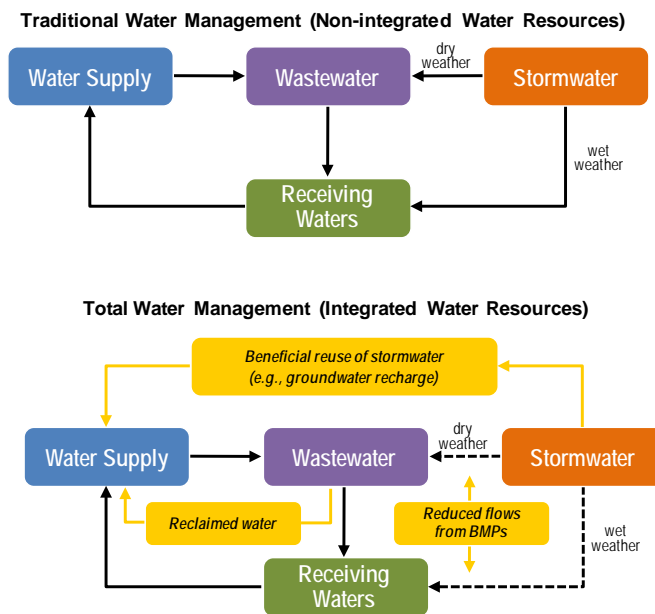 Traditional Water Management (Non-integrated Water Resources)
Water Supply
Wastewater
dry
weather
Stormwater
wet
weather
Receiving
Waters
Total Water Management (Integrated Water Resources)
Beneficial reuse of stormwater
(e.g., groundwater recharge)
Water Supply
Wastewater
dry
weather
Stormwater
Reclaimed water
Reduced flows
from BMPs
wet
weather
Receiving
Waters